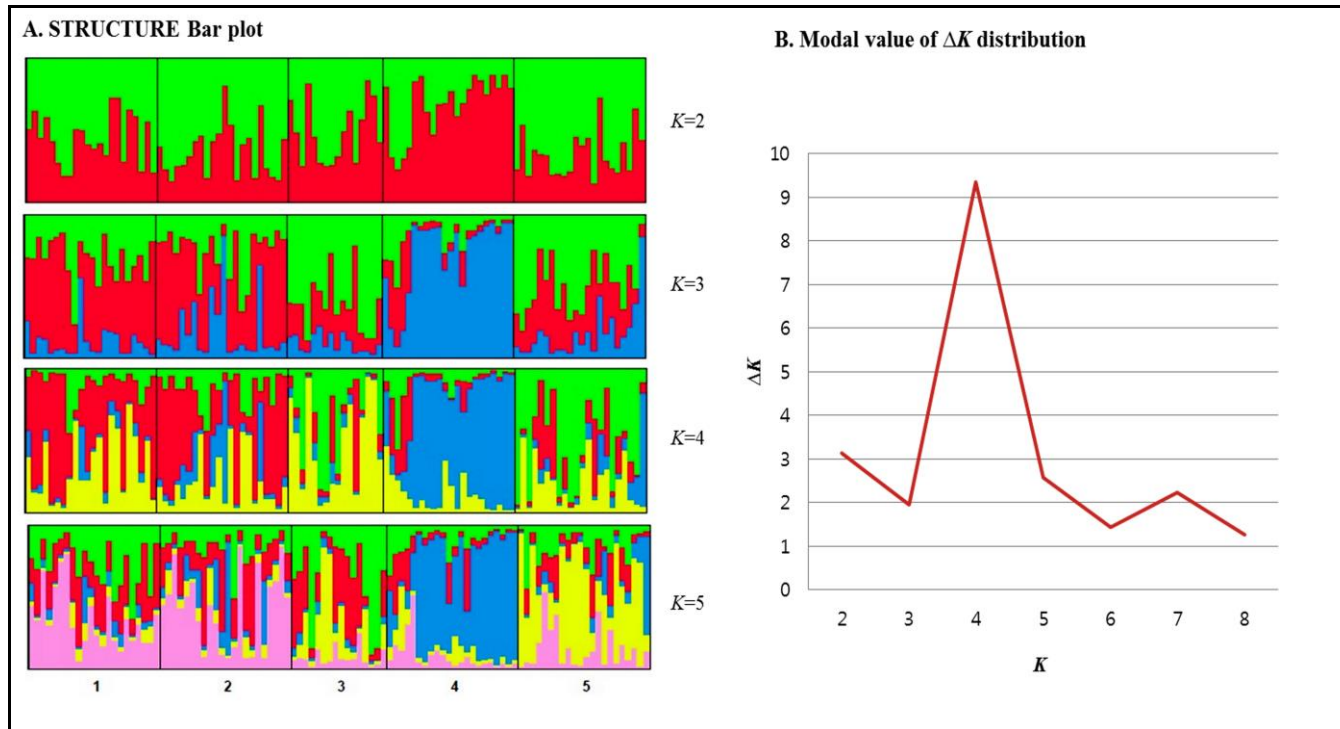 A. STRUCTURE Bar plot
K=2
K=3
K=4
K=5
1 2 3 4 5
B. Modal value of ΔK distribution
10
9
8
7
6
5
4
3
2
1
0
ΔK
2 3 4 5 6 7 8
K